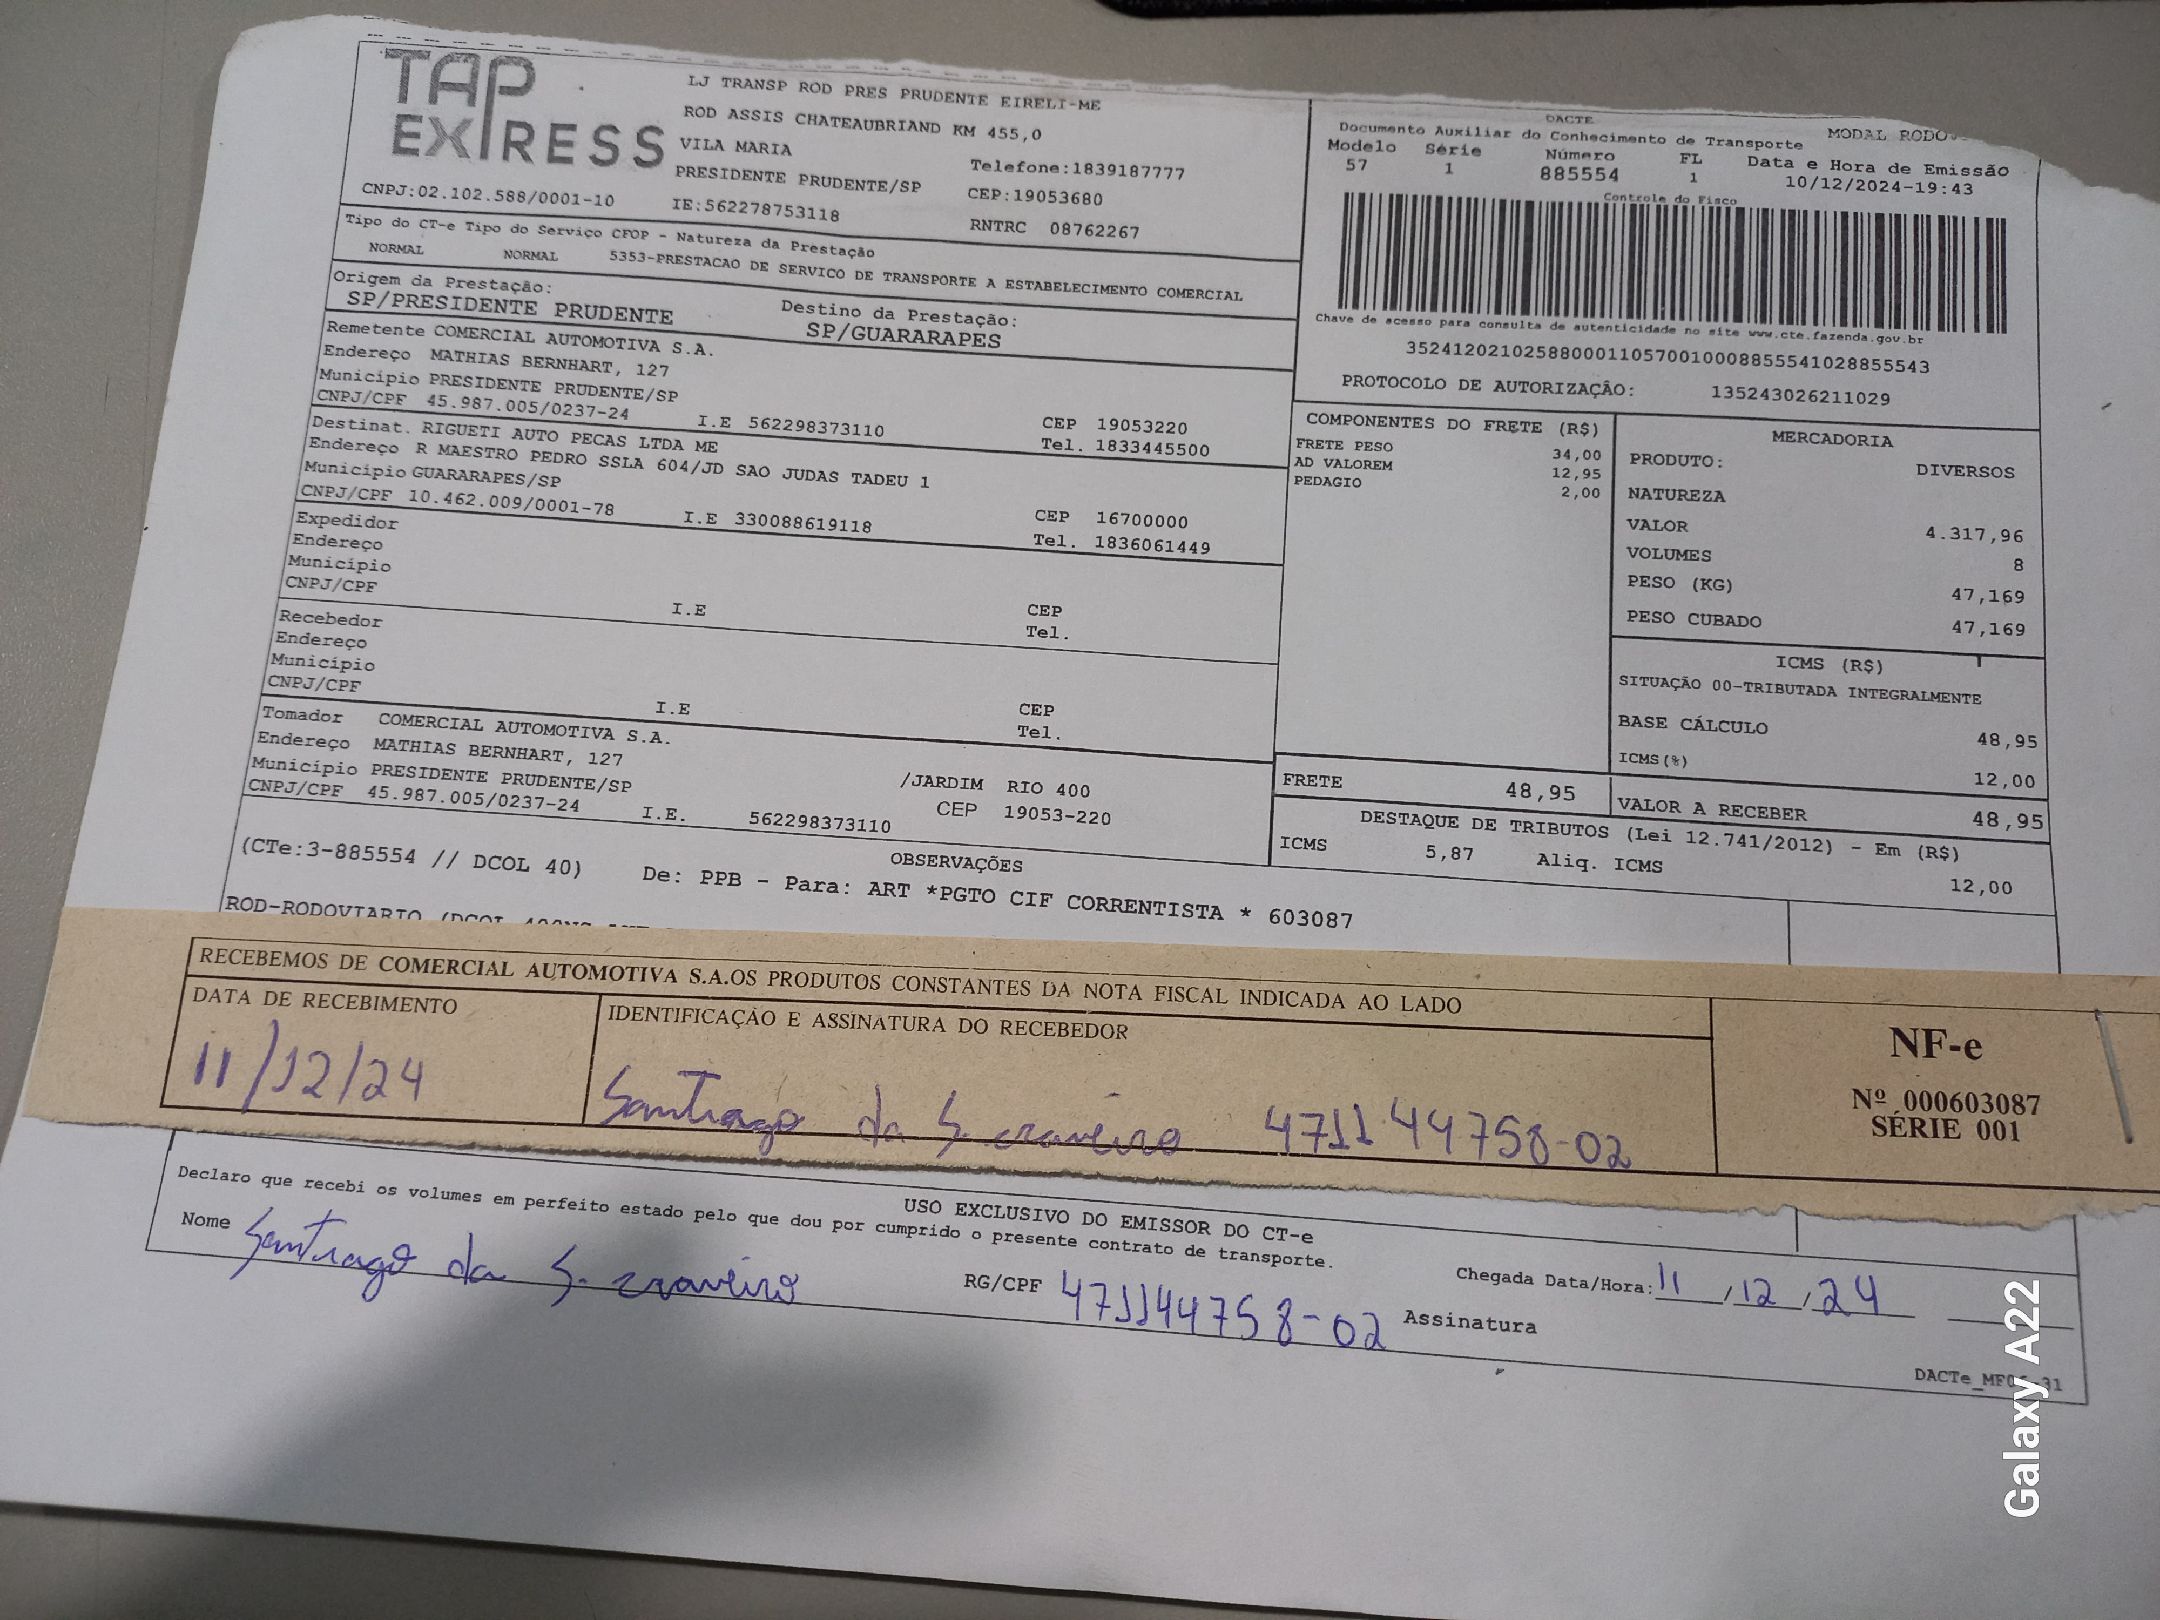 TAP EXPRESS
LJ TRANSP ROD PRES PRUDENTE EIRELI-ME
ROD ASSIS CHATEAUBRIAND KM 455,0
VILA MARIA
Telefone:1839187777
PRESIDENTE PRUDENTE/SP CEP:19053680
CNPJ:02.102.588/0001-10 IE:562278753118 RNTRC 08762267
DACTE
Documento Auxiliar do Conhecimento de Transporte MODAL
Modelo Série Número FL Data e Hora de Emissão
57 1 885554 1 10/12/2024-19:43
Controle do Fisco
Chave de acesso para consulta de autenticidade no site www.cte.fazenda.gov.br
35241202102588000110570010008855541028855543
PROTOCOLO DE AUTORIZAÇÃO: 135243026211029
Tipo do CT-e Tipo do Serviço CFOP - Natureza da Prestação
NORMAL NORMAL 5353-PRESTACAO DE SERVICO DE TRANSPORTE A ESTABELECIMENTO COMERCIAL
Origem da Prestação: Destino da Prestação:
SP/PRESIDENTE PRUDENTE SP/GUARARAPES
Remetente COMERCIAL AUTOMOTIVA S.A.
Endereço MATHIAS BERNHART, 127
Município PRESIDENTE PRUDENTE/SP CEP 19053220
CNPJ/CPF 45.987.005/0237-24 I.E 562298373110 Tel. 1833445500
Destinat. RIGUETI AUTO PECAS LTDA ME
Endereço R MAESTRO PEDRO SSLA 604/JD SAO JUDAS TADEU 1
Município GUARARAPES/SP CEP 16700000
CNPJ/CPF 10.462.009/0001-78 I.E 330088619118 Tel. 1836061449
Expedidor
Endereço
Município CEP
CNPJ/CPF I.E Tel.
Recebedor
Endereço
Município CEP
CNPJ/CPF I.E Tel.
Tomador COMERCIAL AUTOMOTIVA S.A.
Endereço MATHIAS BERNHART, 127 /JARDIM RIO 400
Município PRESIDENTE PRUDENTE/SP CEP 19053-220
CNPJ/CPF 45.987.005/0237-24 I.E. 562298373110
COMPONENTES DO FRETE (R$)
FRETE PESO 34,00
AD VALOREM 12,95
PEDAGIO 2,00
MERCADORIA
PRODUTO: DIVERSOS
NATUREZA
VALOR 4.317,96
VOLUMES 8
PESO (KG) 47,169
PESO CUBADO 47,169
ICMS (R$)
SITUAÇÃO 00-TRIBUTADA INTEGRALMENTE
BASE CÁLCULO 48,95
ICMS(%) 12,00
FRETE 48,95 VALOR A RECEBER 48,95
DESTAQUE DE TRIBUTOS (Lei 12.741/2012) - Em (R$)
ICMS 5,87 Aliq. ICMS 12,00
OBSERVAÇÕES
(CTe:3-885554 // DCOL 40) De: PPB - Para: ART *PGTO CIF CORRENTISTA * 603087
ROD-RODOVIARIO (DCOL
RECEBEMOS DE COMERCIAL AUTOMOTIVA S.A.OS PRODUTOS CONSTANTES DA NOTA FISCAL INDICADA AO LADO
DATA DE RECEBIMENTO IDENTIFICAÇÃO E ASSINATURA DO RECEBEDOR
11/12/24 Santiago da S. craveiro 471144758-02
NF-e
Nº 000603087
SÉRIE 001
USO EXCLUSIVO DO EMISSOR DO CT-e
Declaro que recebi os volumes em perfeito estado pelo que dou por cumprido o presente contrato de transporte.
Nome Santiago da S. craveiro RG/CPF 471144758-02 Assinatura
Chegada Data/Hora: 11/12/24
Galaxy A22